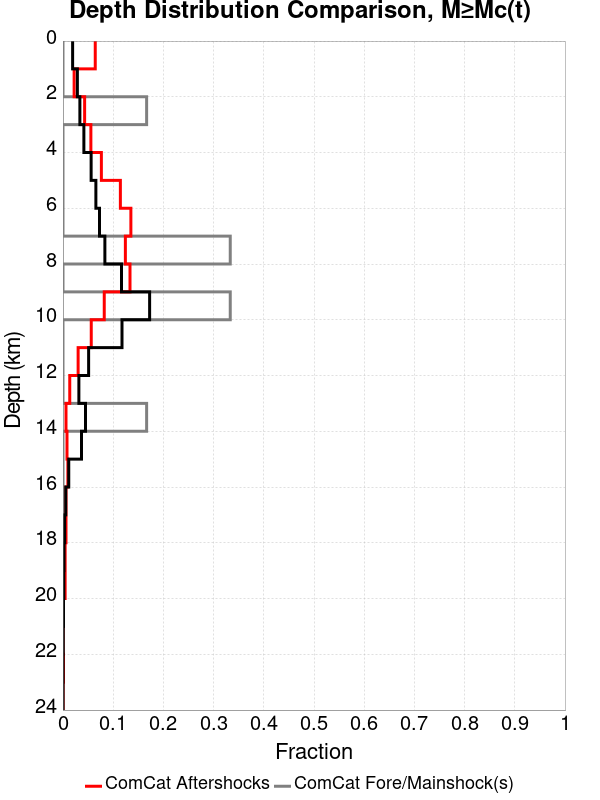 Depth Distribution Comparison, M≥Mc(t)
0
2
4
6
8
10
12
14
16
18
20
22
24
Depth (km)
0 0.1 0.2 0.3 0.4 0.5 0.6 0.7 0.8 0.9 1
Fraction
ComCat Aftershocks ComCat Fore/Mainshock(s)